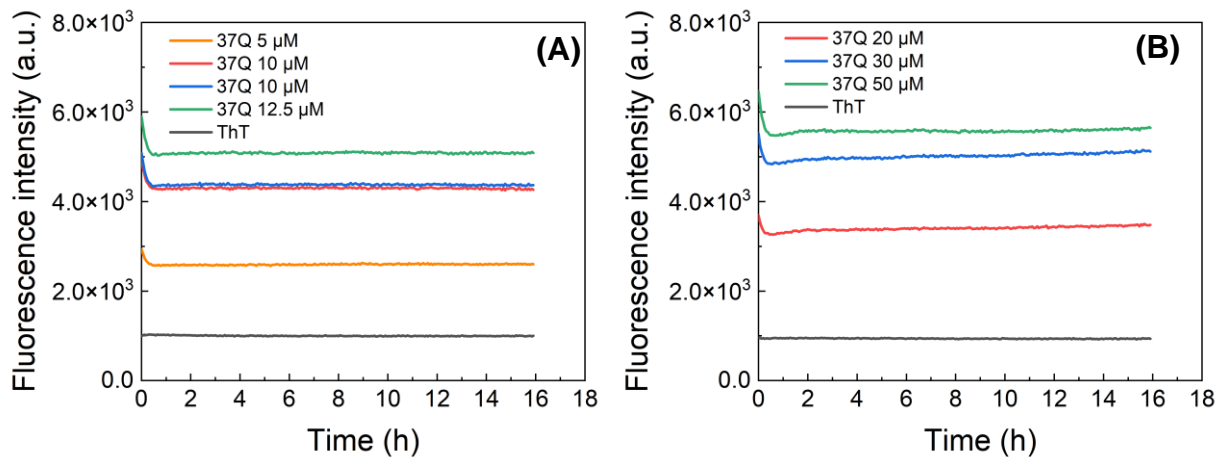 (A)
Fluorescence intensity (a.u.)
8.0×10³
6.0×10³
4.0×10³
2.0×10³
0.0
37Q 5 µM
37Q 10 µM
37Q 10 µM
37Q 12.5 µM
ThT
0 2 4 6 8 10 12 14 16 18
Time (h)
(B)
Fluorescence intensity (a.u.)
8.0×10³
6.0×10³
4.0×10³
2.0×10³
0.0
37Q 20 µM
37Q 30 µM
37Q 50 µM
ThT
0 2 4 6 8 10 12 14 16 18
Time (h)